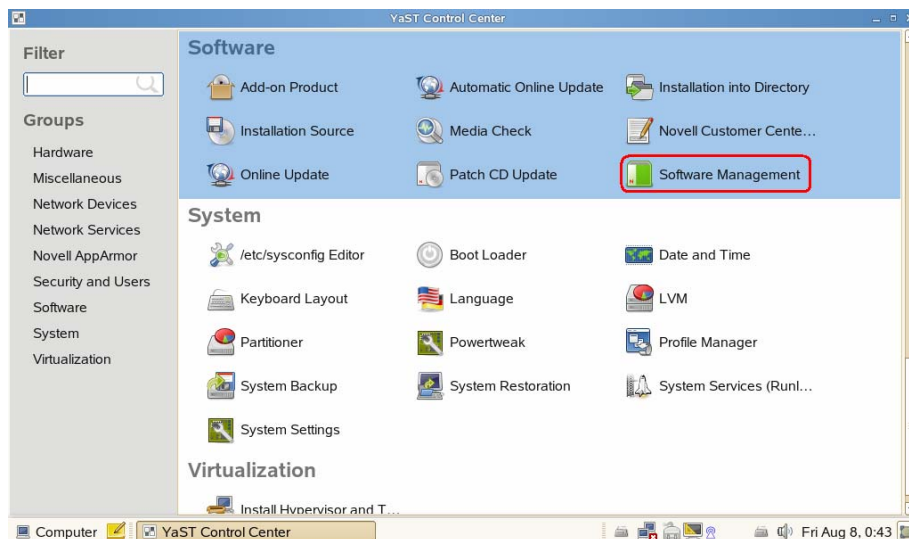 YaST Control Center
Filter
Groups
Hardware
Miscellaneous
Network Devices
Network Services
Novell AppArmor
Security and Users
Software
System
Virtualization
Software
Add-on Product
Automatic Online Update
Installation into Directory
Installation Source
Media Check
Novell Customer Cente...
Online Update
Patch CD Update
Software Management
System
/etc/sysconfig Editor
Boot Loader
Date and Time
Keyboard Layout
Language
LVM
Partitioner
Powertweak
Profile Manager
System Backup
System Restoration
System Services (Runl...
System Settings
Virtualization
Install Hypervisor and T...
Computer
YaST Control Center
Fri Aug 8, 0:43